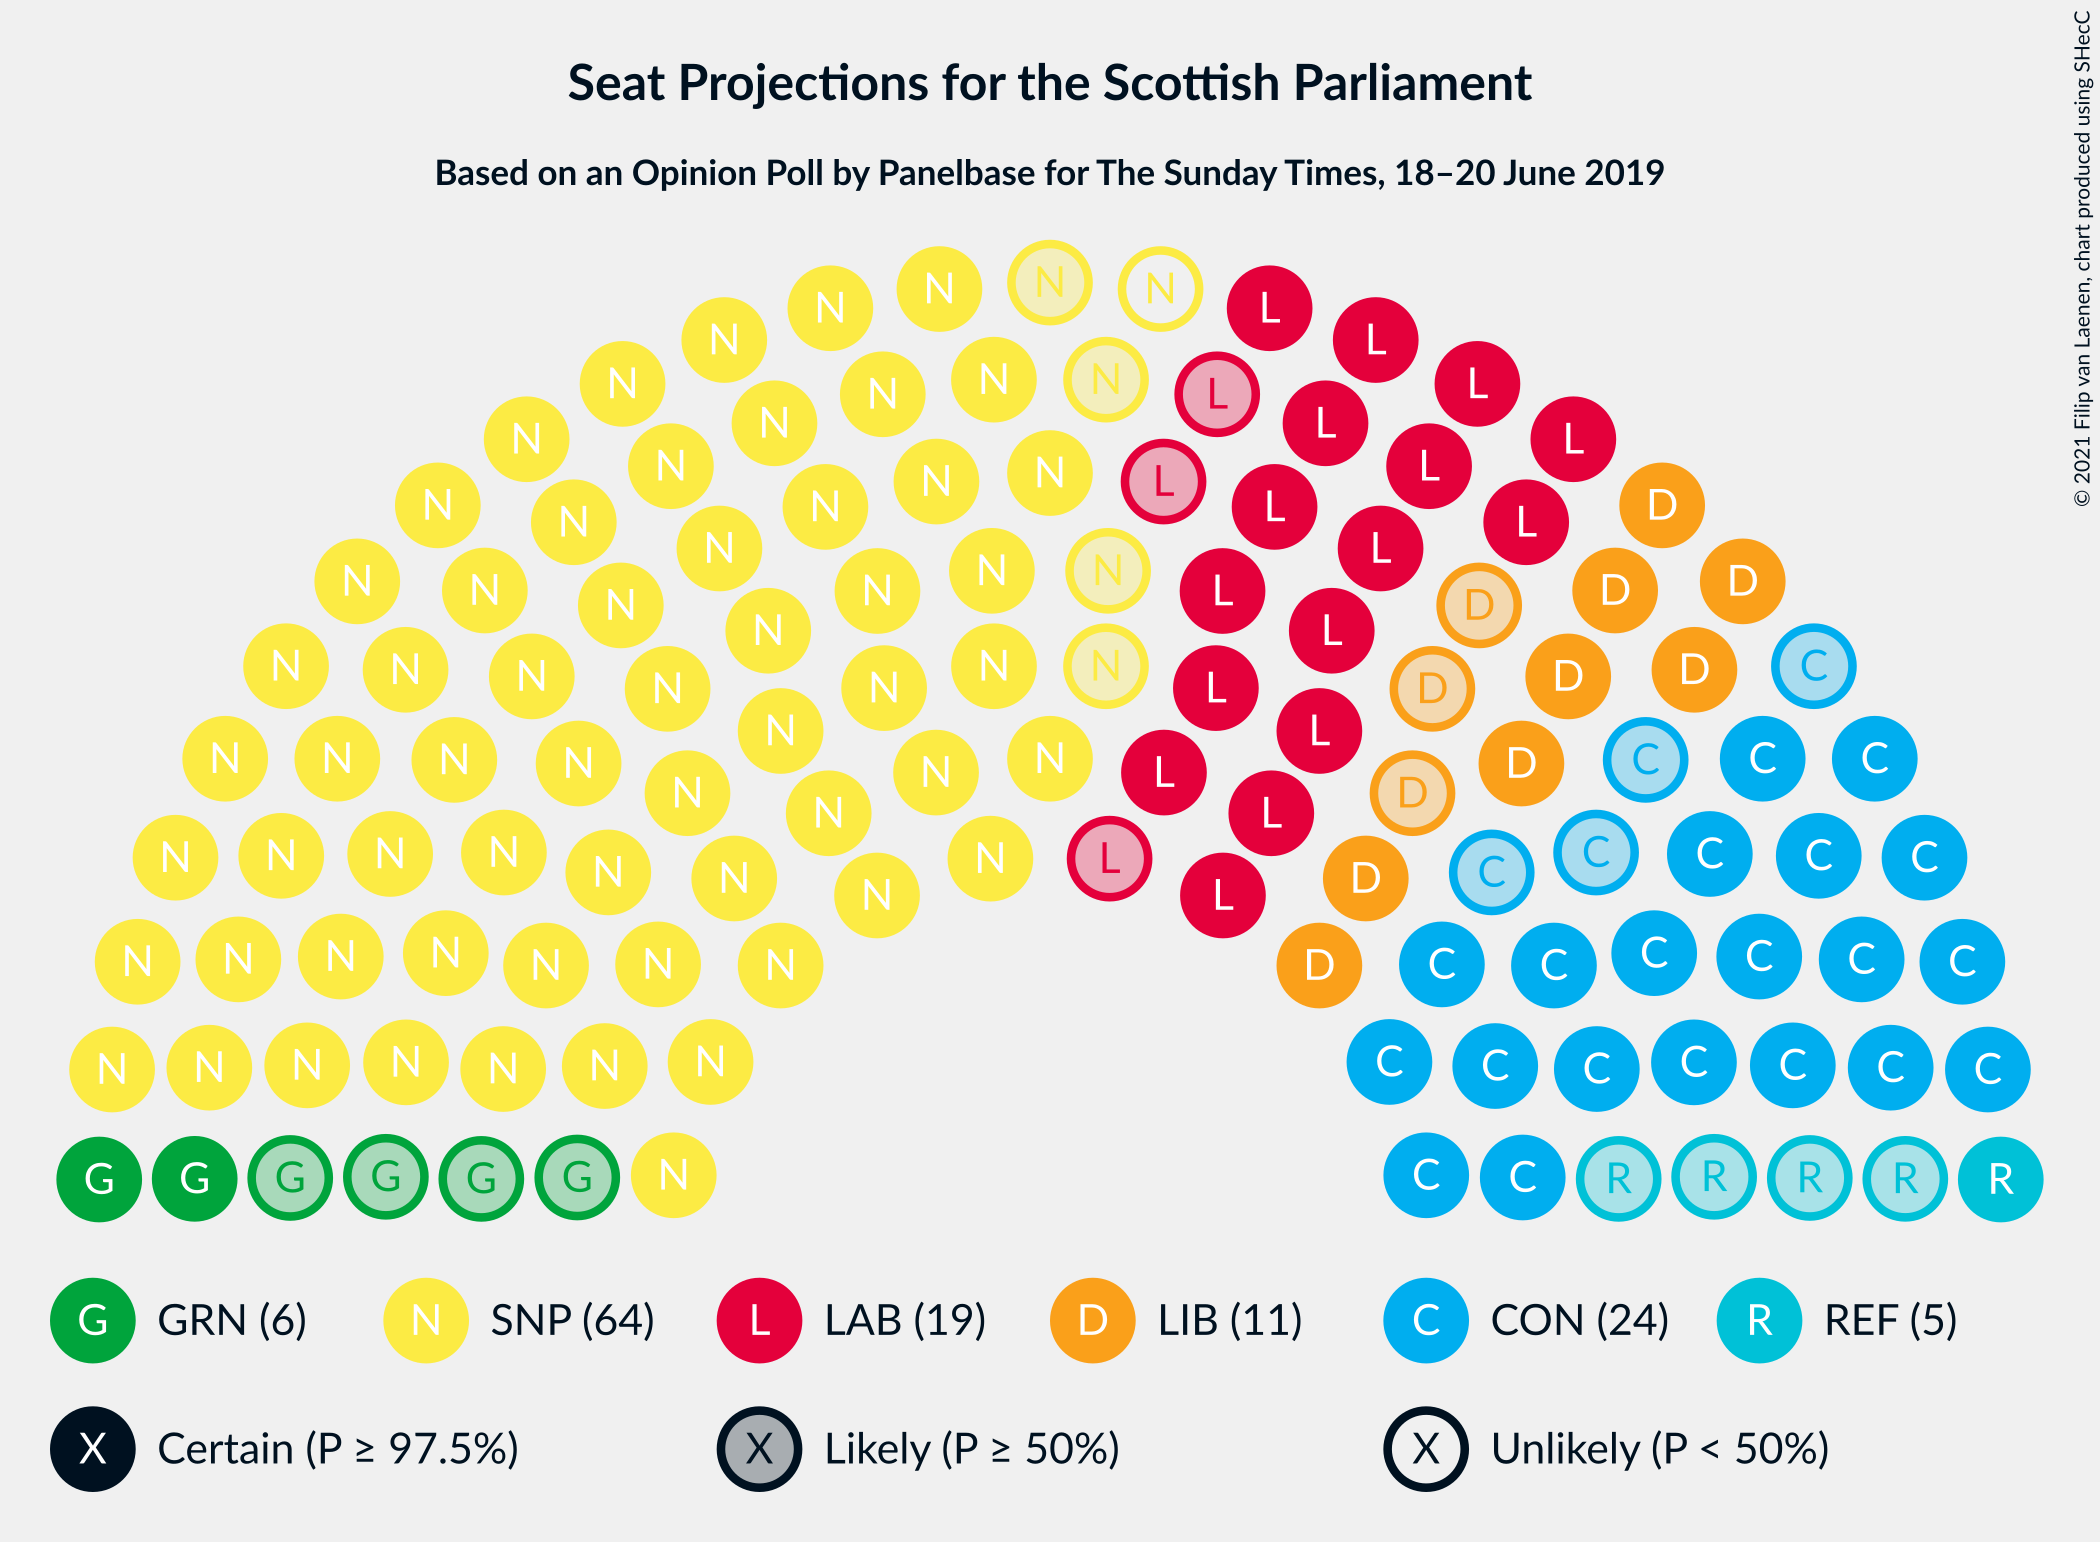 Seat Projections for the Scottish Parliament
Based on an Opinion Poll by Panelbase for The Sunday Times, 18–20 June 2019
© 2021 Filip van Laenen, chart produced using SHecC
N N N
N L
N L
N N N N L L
N N L L
N N N L L
N N N L L D
N L
N N N N N L D D
N N L D
N N N N N N N L D D D C
N L
N N N N N N L D C C C
N N L D
N N N N N N N N L L D C C C C C
N N N N N N N D C C C C C C
N N N N N N N C C C C C C C
G G G G G G N C C R R R R R
G GRN (6) N SNP (64) L LAB (19) D LIB (11) C CON (24) R REF (5)
X Certain (P ≥ 97.5%) X Likely (P ≥ 50%) X Unlikely (P < 50%)